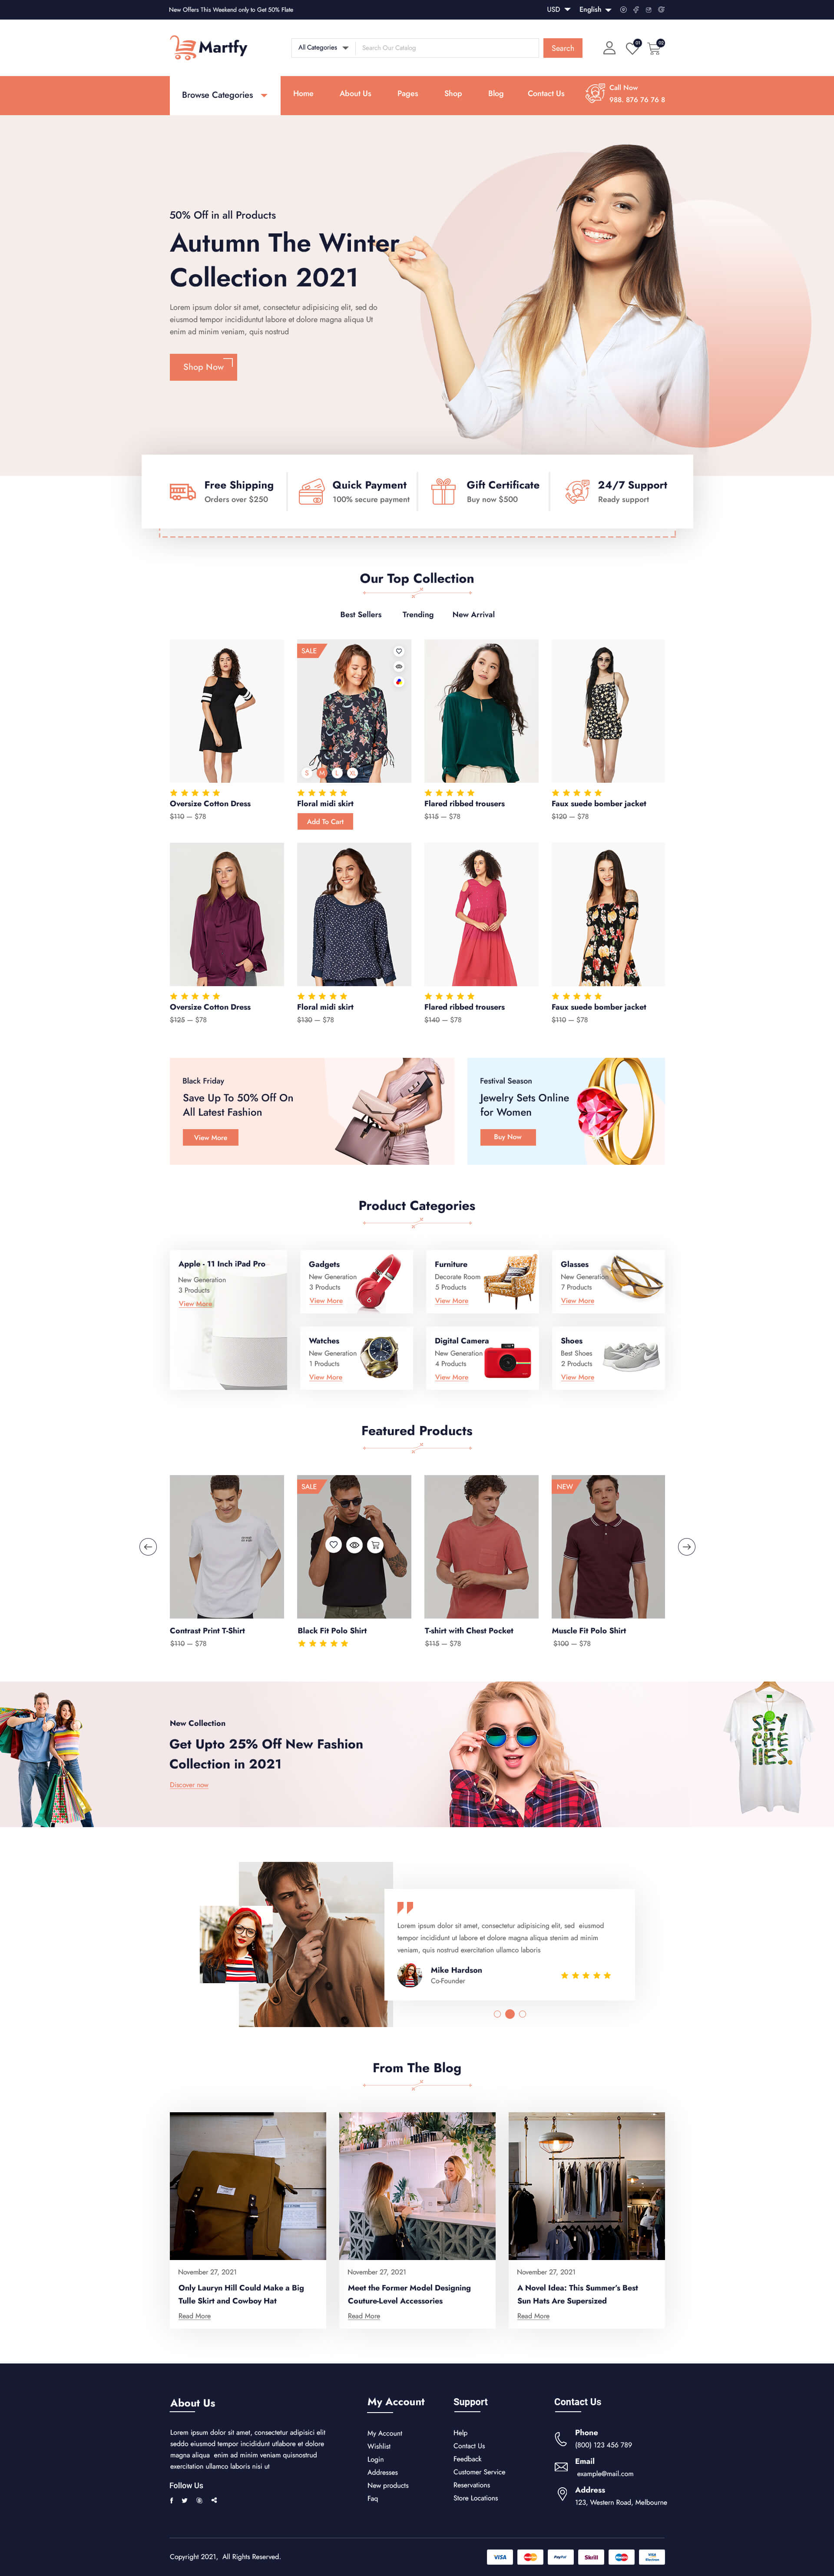 New Offers This Weekend only to Get 50% Flate
USD
English
Martfy
All Categories
Search Our Catalog
Search
Browse Categories
Home
About Us
Pages
Shop
Blog
Contact Us
Call Now
988. 876 76 76 8
50% Off in all Products
Autumn The Winter
Collection 2021
Lorem ipsum dolor sit amet, consectetur adipisicing elit, sed do
eiusmod tempor incididuntut labore et dolore magna aliqua Ut
enim ad minim veniam, quis nostrud
Shop Now
Free Shipping
Orders over $250
Quick Payment
100% secure payment
Gift Certificate
Buy now $500
24/7 Support
Ready support
Our Top Collection
Best Sellers
Trending
New Arrival
SALE
S
M
L
XL
Oversize Cotton Dress
$110 — $78
Floral midi skirt
Add To Cart
Flared ribbed trousers
$115 — $78
Faux suede bomber jacket
$120 — $78
Oversize Cotton Dress
$125 — $78
Floral midi skirt
$130 — $78
Flared ribbed trousers
$140 — $78
Faux suede bomber jacket
$110 — $78
Black Friday
Save Up To 50% Off On
All Latest Fashion
View More
Festival Season
Jewelry Sets Online
for Women
Buy Now
Product Categories
Apple - 11 Inch iPad Pro
New Generation
3 Products
View More
Gadgets
New Generation
3 Products
View More
Furniture
Decorate Room
5 Products
View More
Glasses
New Generation
7 Products
View More
Watches
New Generation
1 Products
View More
Digital Camera
New Generation
4 Products
View More
Shoes
Best Shoes
2 Products
View More
Featured Products
SALE
NEW
Contrast Print T-Shirt
$110 — $78
Black Fit Polo Shirt
T-shirt with Chest Pocket
$115 — $78
Muscle Fit Polo Shirt
$100 — $78
New Collection
Get Upto 25% Off New Fashion
Collection in 2021
Discover now
SEY
CHE
llES.
Lorem ipsum dolor sit amet, consectetur adipisicing elit, sed eiusmod
tempor incididunt ut labore et dolore magna aliqua stenim ad minim
veniam, quis nostrud exercitation ullamco laboris
Mike Hardson
Co-Founder
From The Blog
November 27, 2021
Only Lauryn Hill Could Make a Big
Tulle Skirt and Cowboy Hat
Read More
November 27, 2021
Meet the Former Model Designing
Couture-Level Accessories
Read More
November 27, 2021
A Novel Idea: This Summer's Best
Sun Hats Are Supersized
Read More
About Us
Lorem ipsum dolor sit amet, consectetur adipisici elit
seddo eiusmod tempor incididunt utlabore et dolore
magna aliqua enim ad minim veniam quisnostrud
exercitation ullamco laboris nisi ut
Follow Us
My Account
My Account
Wishlist
Login
Addresses
New products
Faq
Support
Help
Contact Us
Feedback
Customer Service
Reservations
Store Locations
Contact Us
Phone
(800) 123 456 789
Email
example@mail.com
Address
123, Western Road, Melbourne
Copyright 2021, All Rights Reserved.
VISA
PayPal
Skrill
VISA
Electron